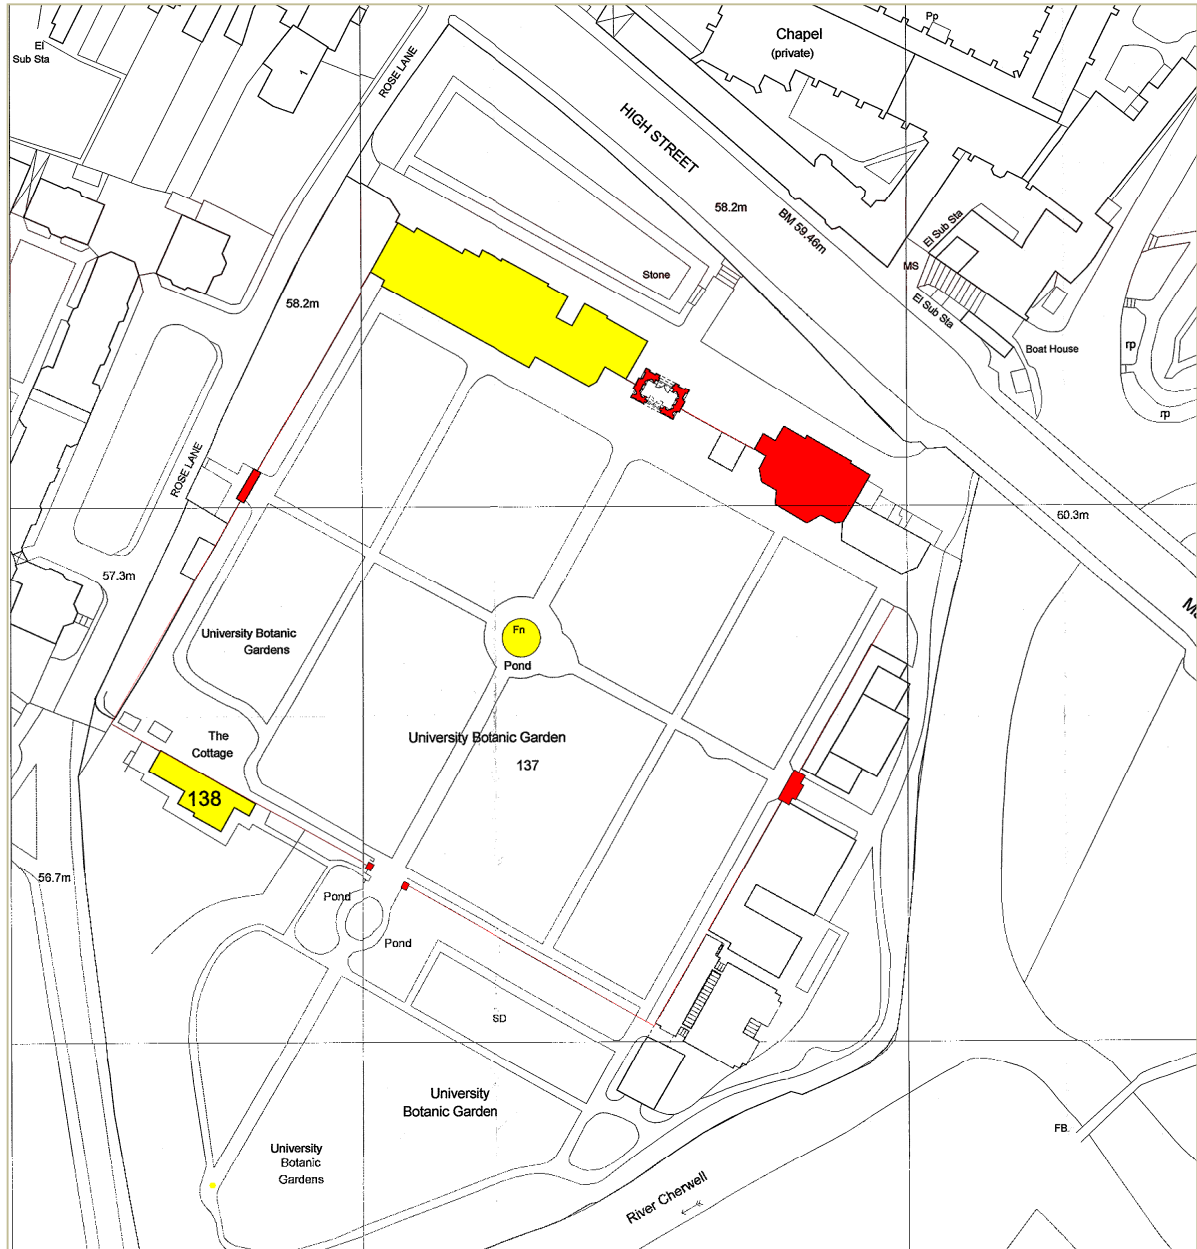 El
Sub Sta
1
ROSE LANE
Chapel
(private)
Pp
HIGH STREET
58.2m
BM 59.46m
Stone
El Sub Sta
MS
El Sub Sta
Boat House
rp
rp
58.2m
ROSE LANE
60.3m
57.3m
University Botanic
Gardens
Fn
Pond
The
Cottage
University Botanic Garden
137
138
56.7m
Pond
Pond
SD
University
Botanic Garden
University
Botanic
Gardens
FB
River Cherwell